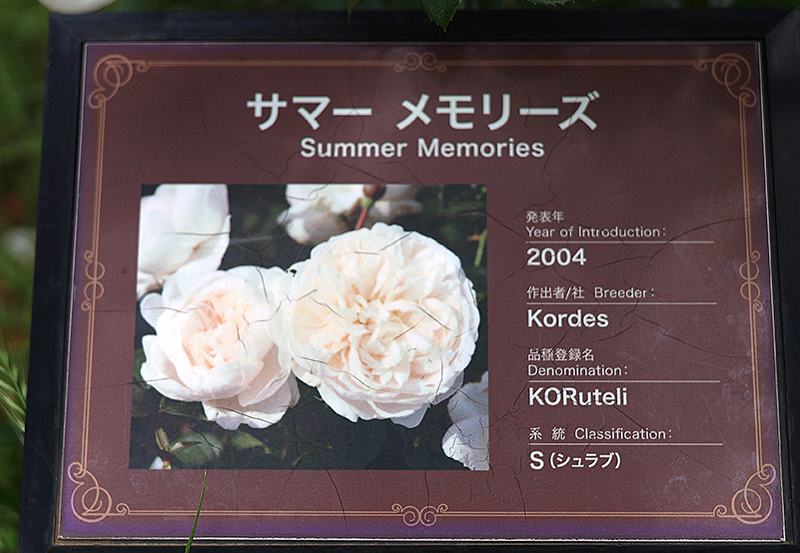 サマー メモリーズ
Summer Memories
発表年
Year of Introduction:
2004
作出者/社 Breeder:
Kordes
品種登録名
Denomination:
KORuteli
系 統 Classification:
S(シュラブ)